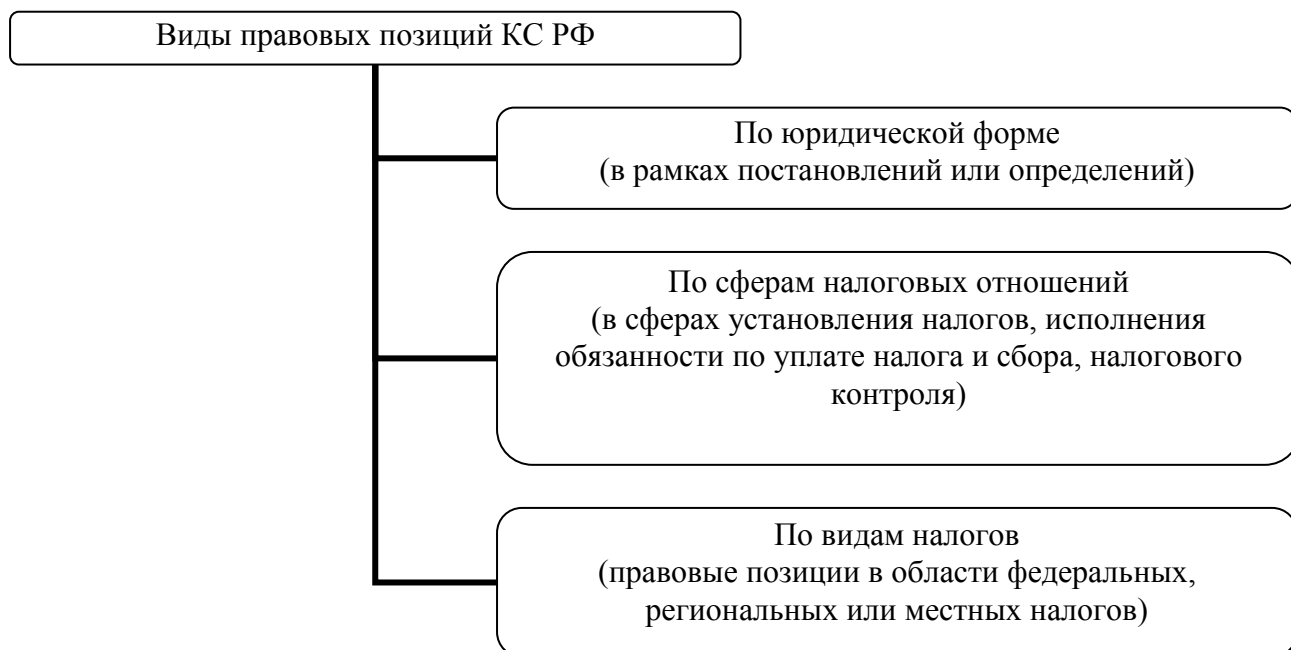 Виды правовых позиций КС РФ
По юридической форме
(в рамках постановлений или определений)
По сферам налоговых отношений
(в сферах установления налогов, исполнения
обязанности по уплате налога и сбора, налогового
контроля)
По видам налогов
(правовые позиции в области федеральных,
региональных или местных налогов)